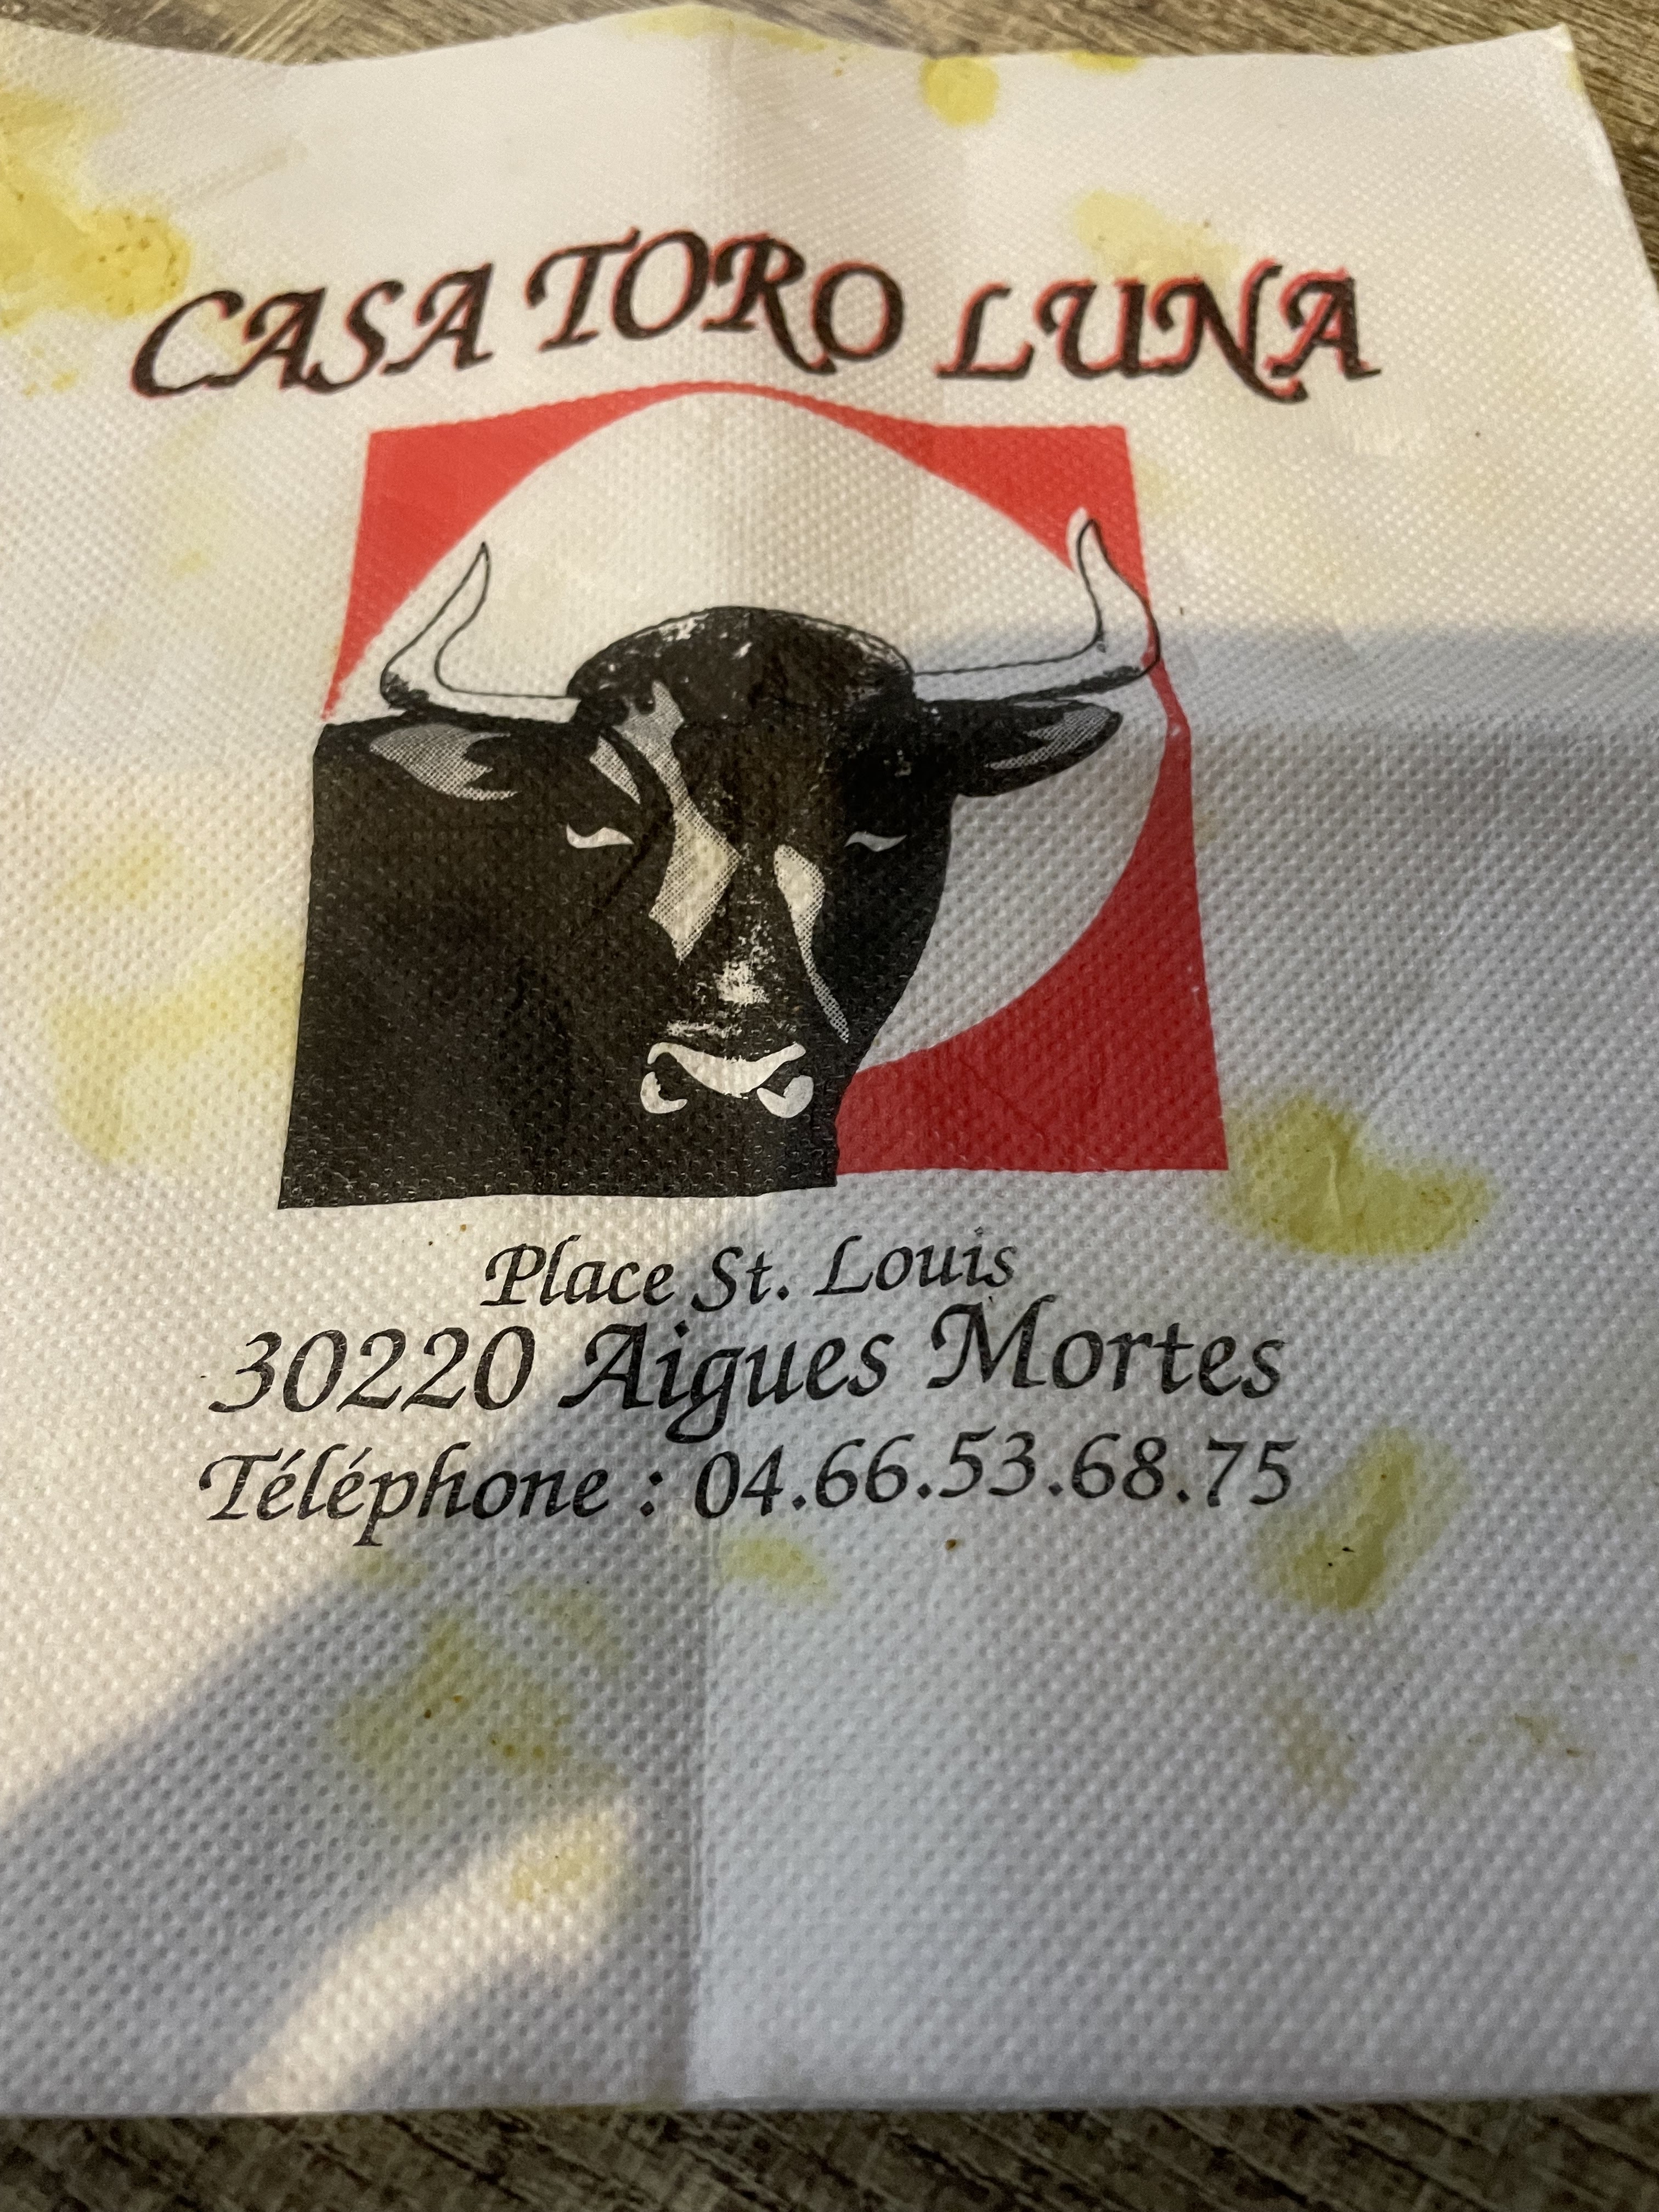 CASA TORO LUNA
Place St. Louis
30220 Aigues Mortes
Téléphone : 04.66.53.68.75